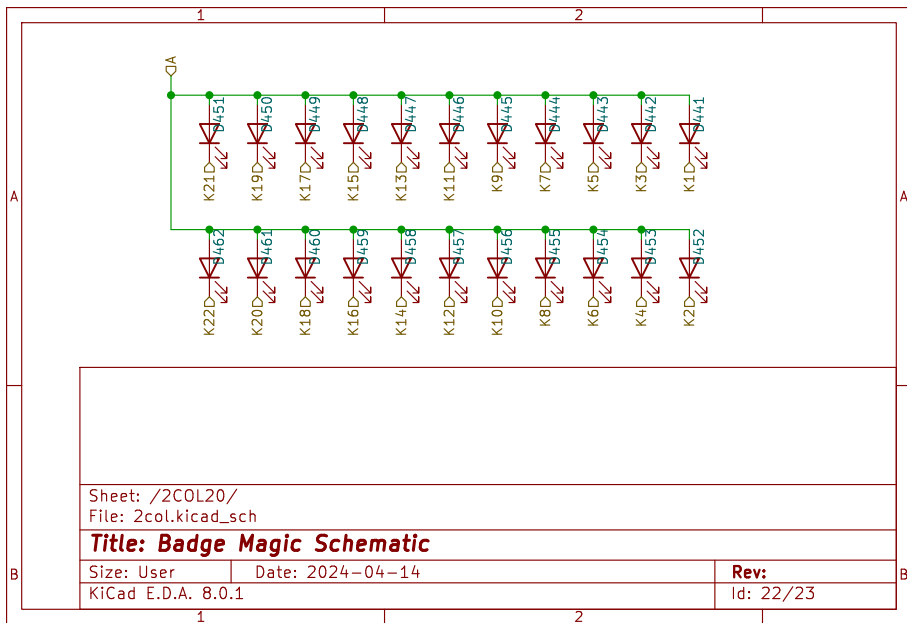 1 2
A
D451 D450 D449 D448 D447 D446 D445 D444 D443 D442 D441
K21 K19 K17 K15 K13 K11 K9 K7 K5 K3 K1
A A
D462 D461 D460 D459 D458 D457 D456 D455 D454 D453 D452
K22 K20 K18 K16 K14 K12 K10 K8 K6 K4 K2
Sheet: /2COL20/
File: 2col.kicad_sch
Title: Badge Magic Schematic
B Size: User Date: 2024-04-14 Rev: B
KiCad E.D.A. 8.0.1 Id: 22/23
1 2